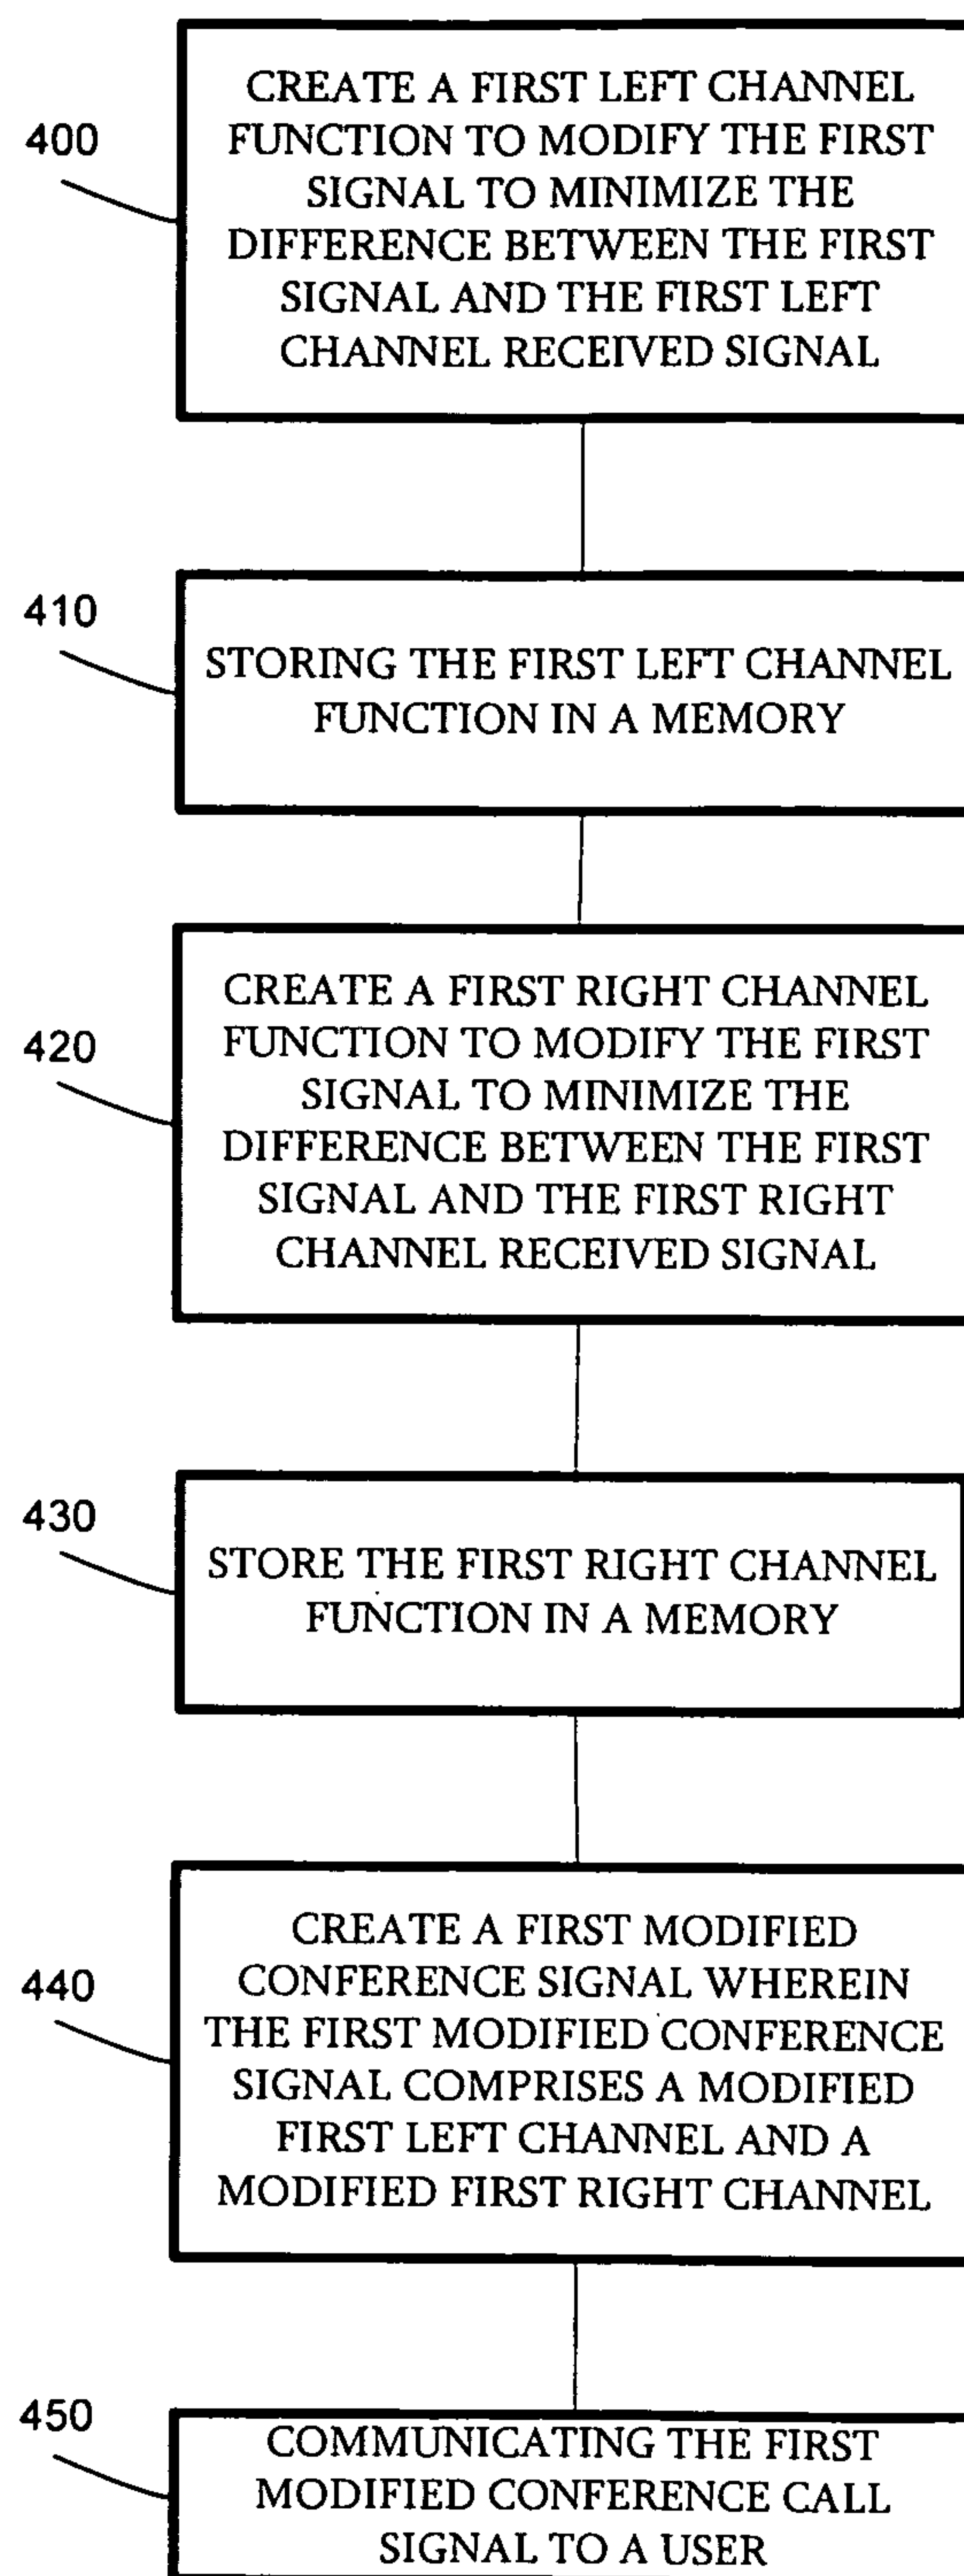 400
CREATE A FIRST LEFT CHANNEL
FUNCTION TO MODIFY THE FIRST
SIGNAL TO MINIMIZE THE
DIFFERENCE BETWEEN THE FIRST
SIGNAL AND THE FIRST LEFT
CHANNEL RECEIVED SIGNAL
410
STORING THE FIRST LEFT CHANNEL
FUNCTION IN A MEMORY
420
CREATE A FIRST RIGHT CHANNEL
FUNCTION TO MODIFY THE FIRST
SIGNAL TO MINIMIZE THE
DIFFERENCE BETWEEN THE FIRST
SIGNAL AND THE FIRST RIGHT
CHANNEL RECEIVED SIGNAL
430
STORE THE FIRST RIGHT CHANNEL
FUNCTION IN A MEMORY
440
CREATE A FIRST MODIFIED
CONFERENCE SIGNAL WHEREIN
THE FIRST MODIFIED CONFERENCE
SIGNAL COMPRISES A MODIFIED
FIRST LEFT CHANNEL AND A
MODIFIED FIRST RIGHT CHANNEL
450
COMMUNICATING THE FIRST
MODIFIED CONFERENCE CALL
SIGNAL TO A USER